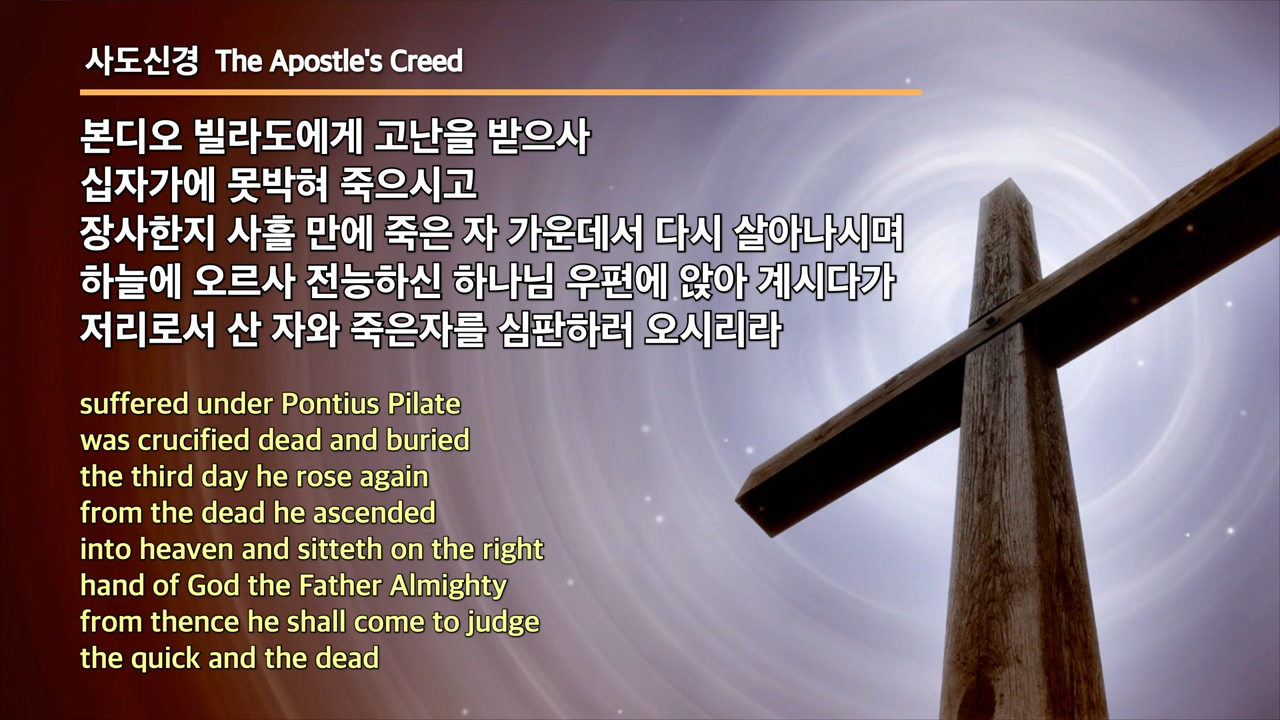 사도신경 The Apostle's Creed
본디오 빌라도에게 고난을 받으사
십자가에 못박혀 죽으시고
장사한지 사흘 만에 죽은 자 가운데서 다시 살아나시며
하늘에 오르사 전능하신 하나님 우편에 앉아 계시다가
저리로서 산 자와 죽은자를 심판하러 오시리라
suffered under Pontius Pilate
was crucified dead and buried
the third day he rose again
from the dead he ascended
into heaven and sitteth on the right
hand of God the Father Almighty
from thence he shall come to judge
the quick and the dead